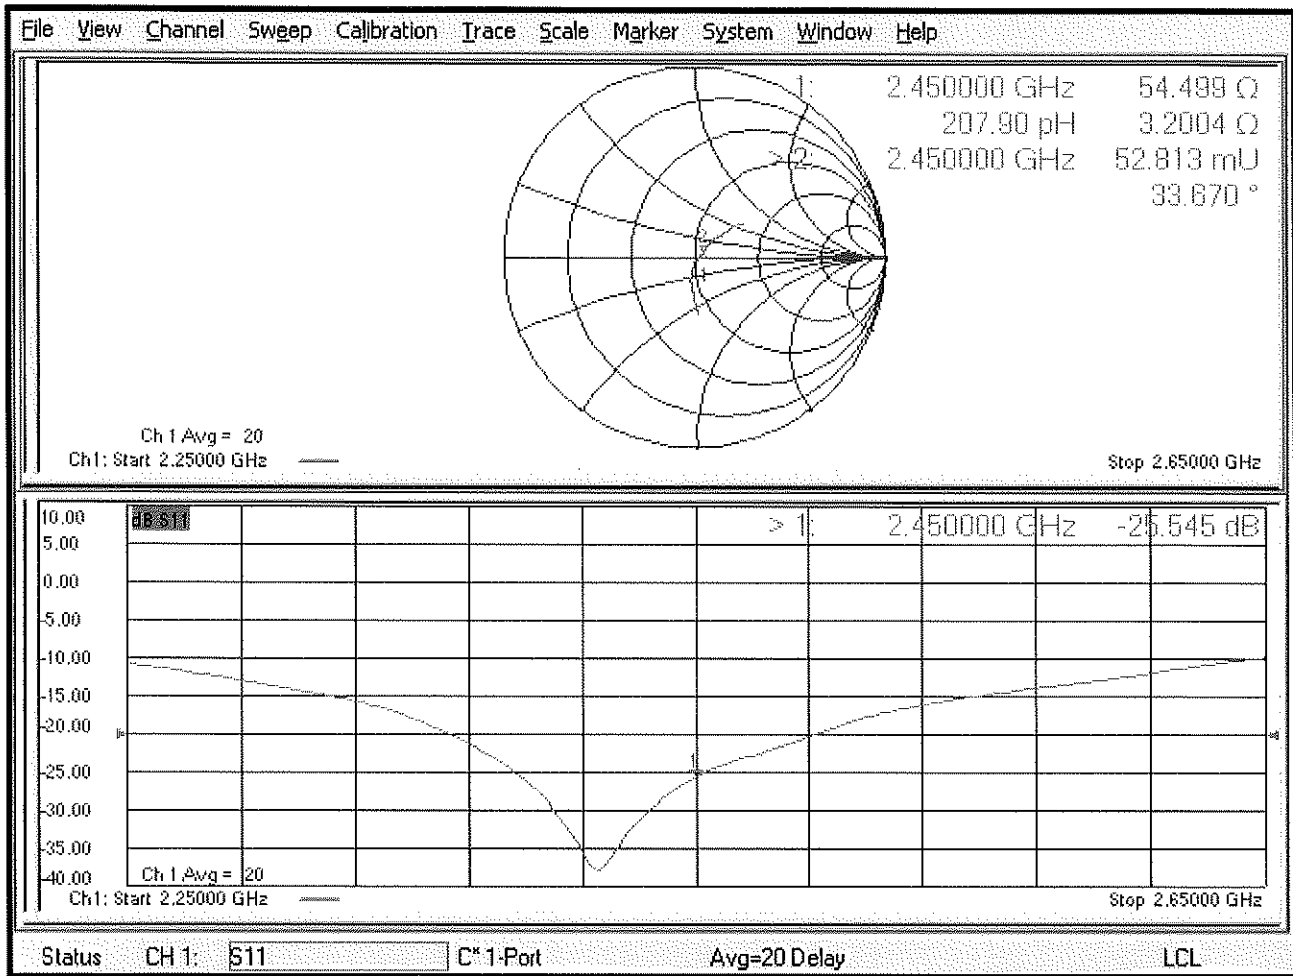 File View Channel Sweep Calibration Trace Scale Marker System Window Help
1: 2.450000 GHz 54.499 Ω
207.90 pH 3.2004 Ω
> 2: 2.450000 GHz 52.813 mU
33.670 °
Ch 1 Avg = 20
Ch1: Start 2.25000 GHz Stop 2.65000 GHz
10.00 dB S11 > 1: 2.450000 GHz -25.545 dB
5.00
0.00
-5.00
-10.00
-15.00
-20.00
-25.00
-30.00
-35.00
-40.00 Ch 1 Avg = 20
Ch1: Start 2.25000 GHz Stop 2.65000 GHz
Status CH 1: S11 C* 1-Port Avg=20 Delay LCL